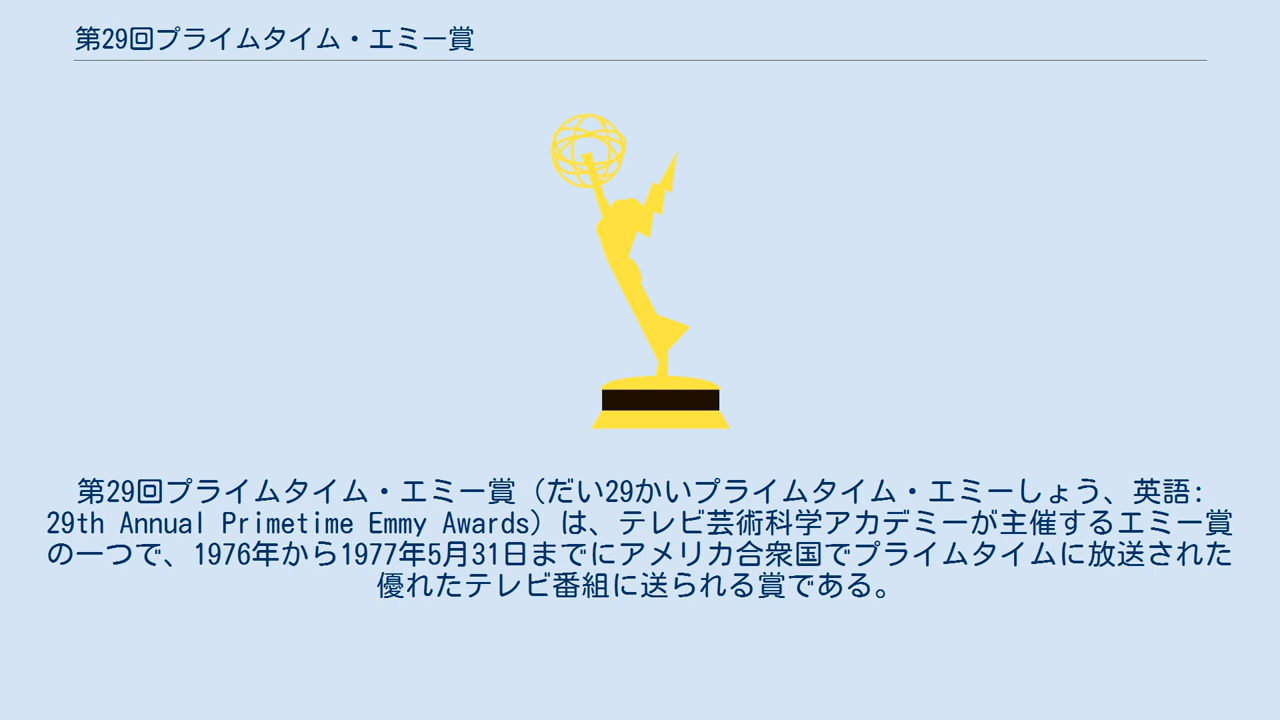 第29回プライムタイム・エミー賞
第29回プライムタイム・エミー賞（だい29かいプライムタイム・エミーしょう、英語:
29th Annual Primetime Emmy Awards）は、テレビ芸術科学アカデミーが主催するエミー賞
の一つで、1976年から1977年5月31日までにアメリカ合衆国でプライムタイムに放送された
優れたテレビ番組に送られる賞である。